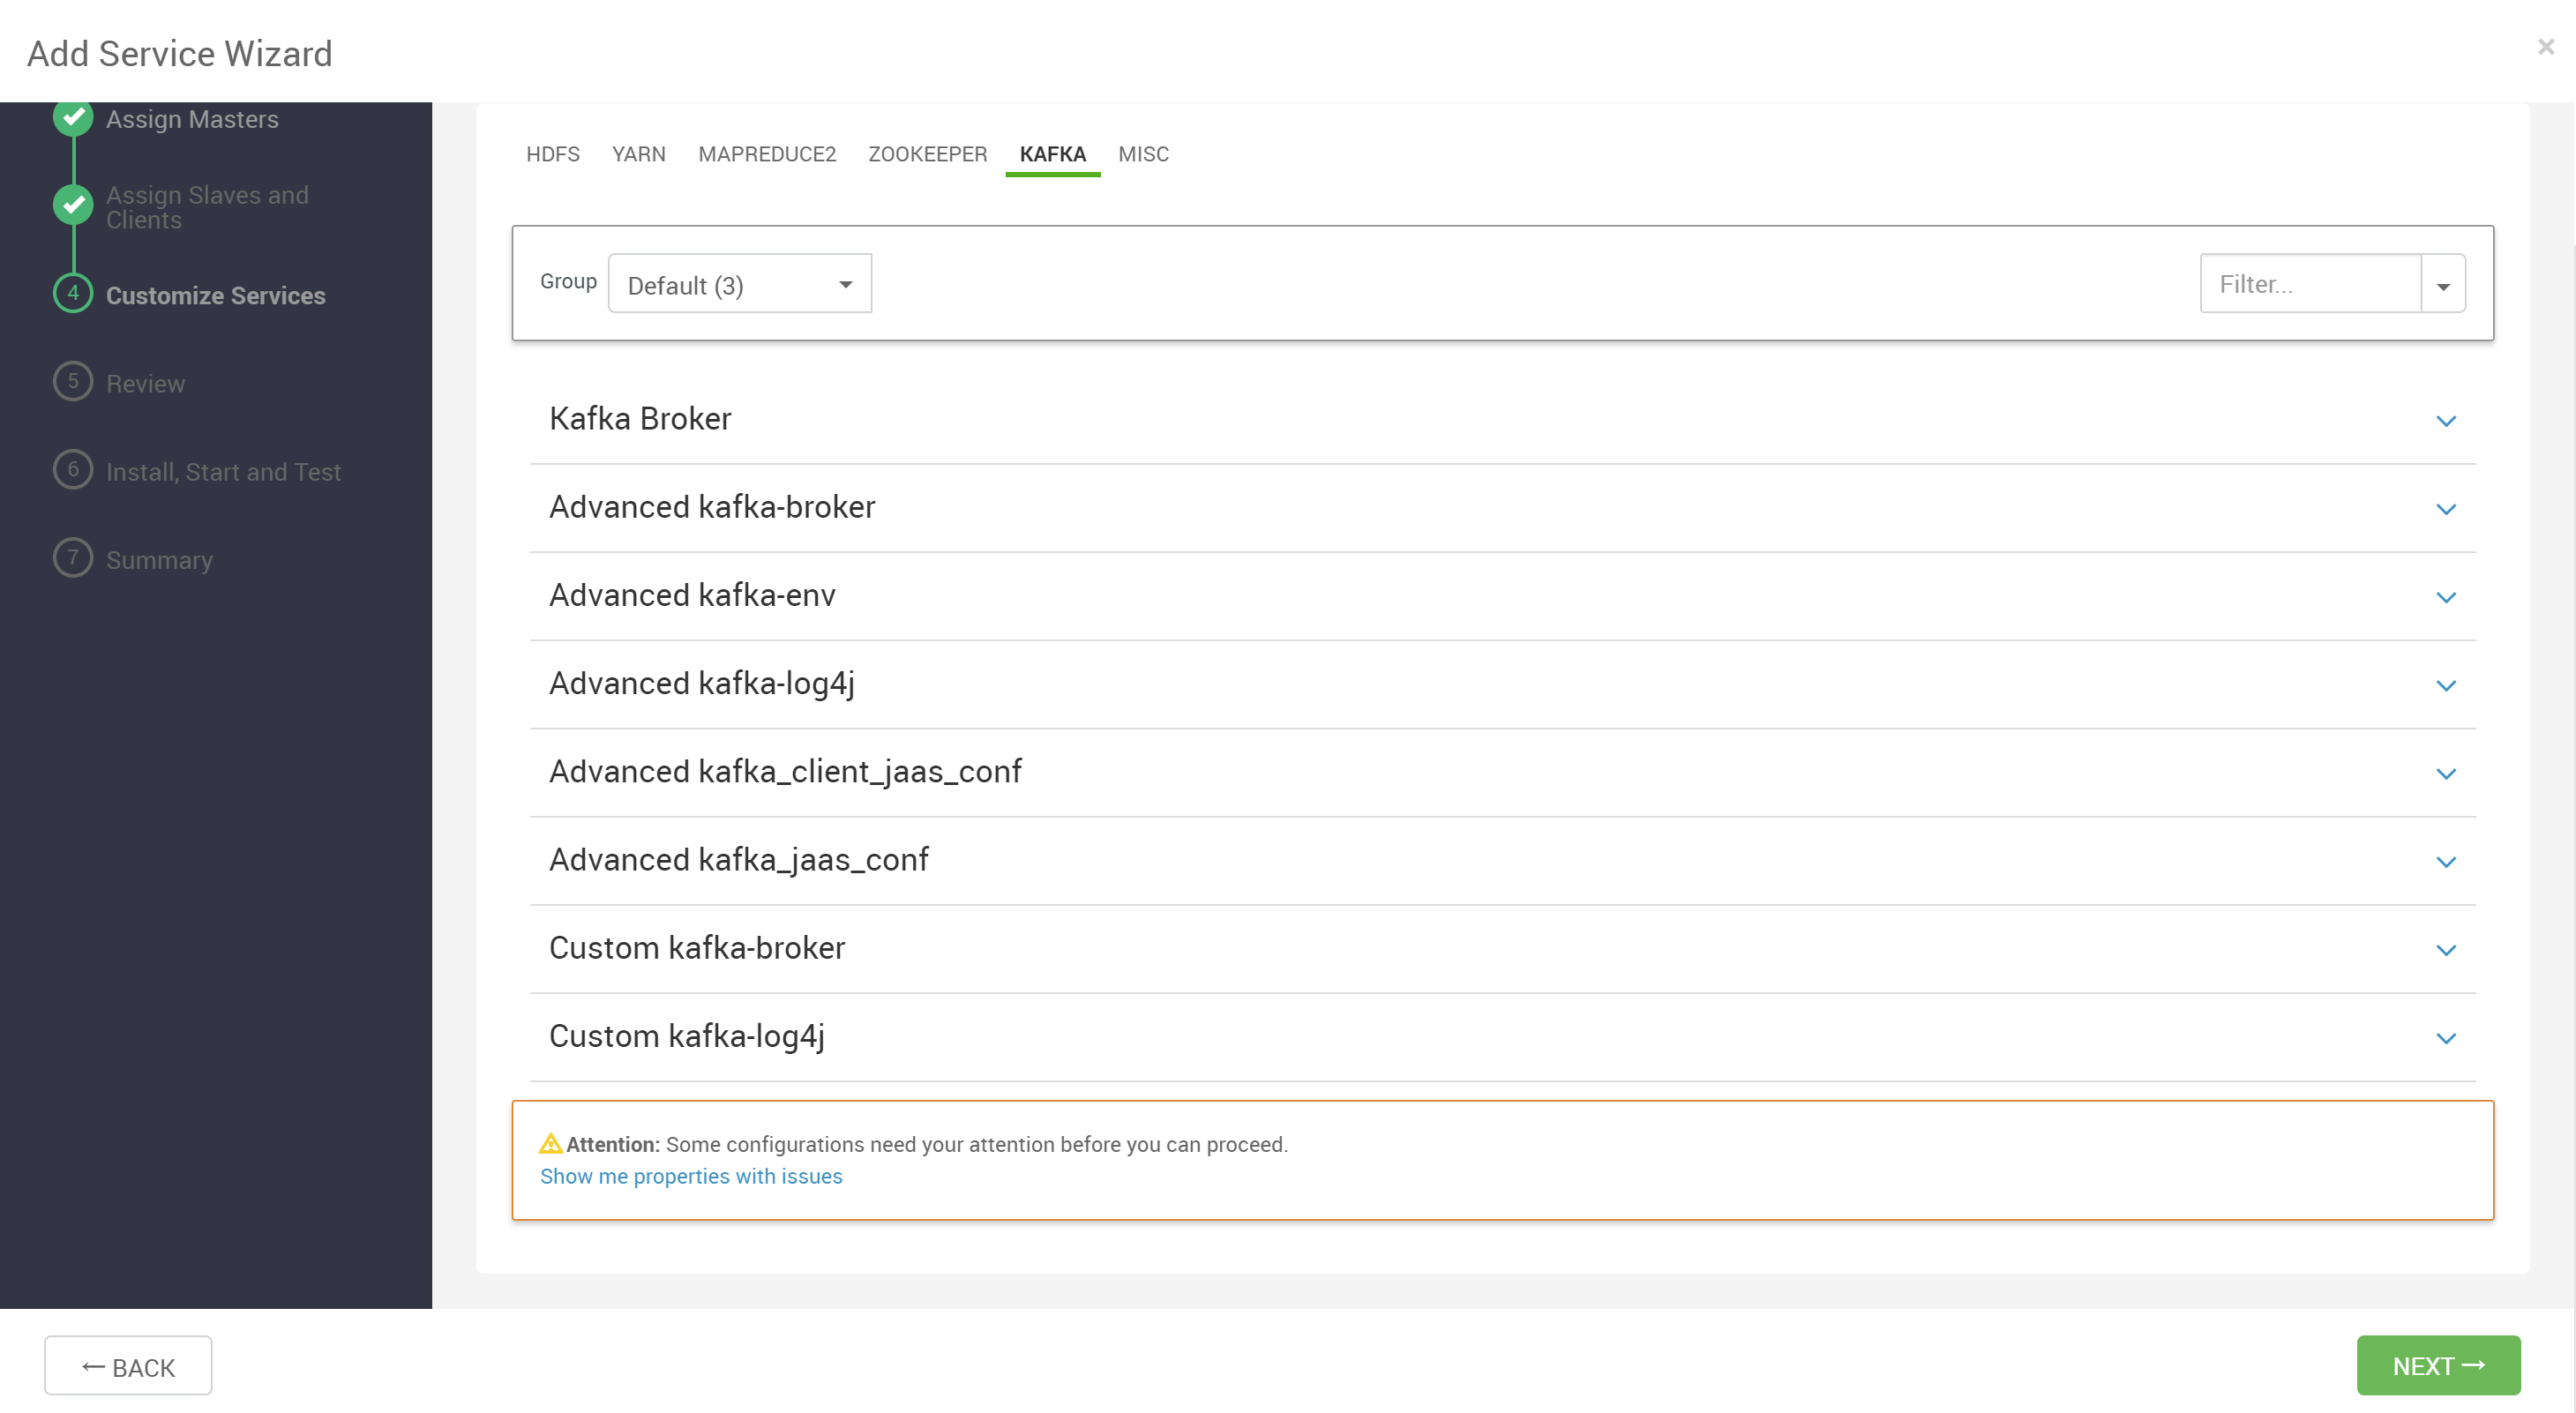 Add Service Wizard
×
Assign Masters
Assign Slaves and
Clients
4 Customize Services
5 Review
6 Install, Start and Test
7 Summary
HDFS YARN MAPREDUCE2 ZOOKEEPER KAFKA MISC
Group Default (3) Filter...
Kafka Broker
Advanced kafka-broker
Advanced kafka-env
Advanced kafka-log4j
Advanced kafka_client_jaas_conf
Advanced kafka_jaas_conf
Custom kafka-broker
Custom kafka-log4j
Attention: Some configurations need your attention before you can proceed.
Show me properties with issues
← BACK
NEXT →